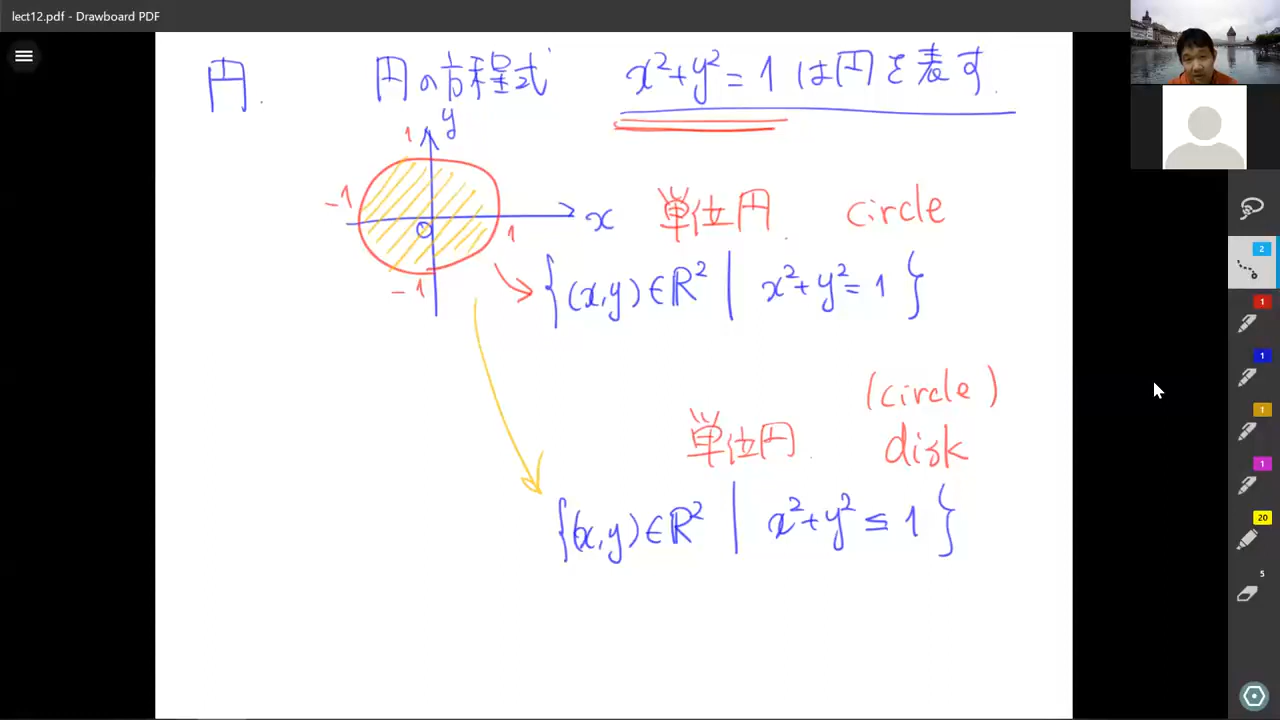 lect12.pdf - Drawboard PDF
円. 円の方程式 x²+y²=1 は円を表す.
y
1
-1
O
1
x
-1
単位円. circle
{(x,y)∈ℝ² | x²+y²=1}
(circle)
単位円. disk
{(x,y)∈ℝ² | x²+y²≤1}
2
1
1
1
1
20
5